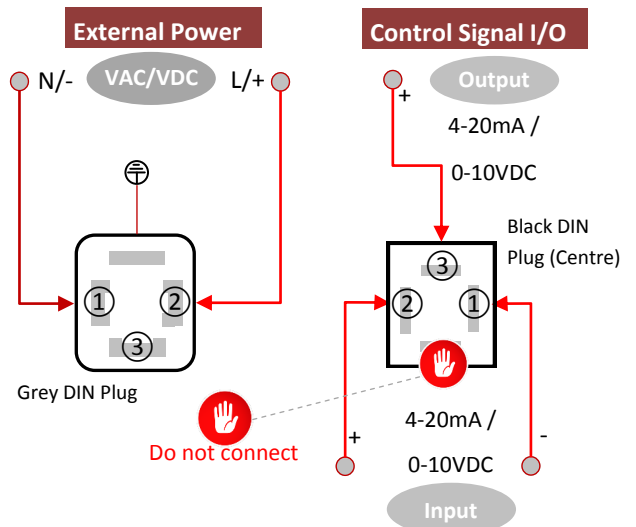 External Power
N/-
VAC/VDC
L/+
1
2
3
Grey DIN Plug
Do not connect
Control Signal I/O
Output
+
4-20mA /
0-10VDC
Black DIN
Plug (Centre)
3
2
1
+
4-20mA /
-
0-10VDC
Input